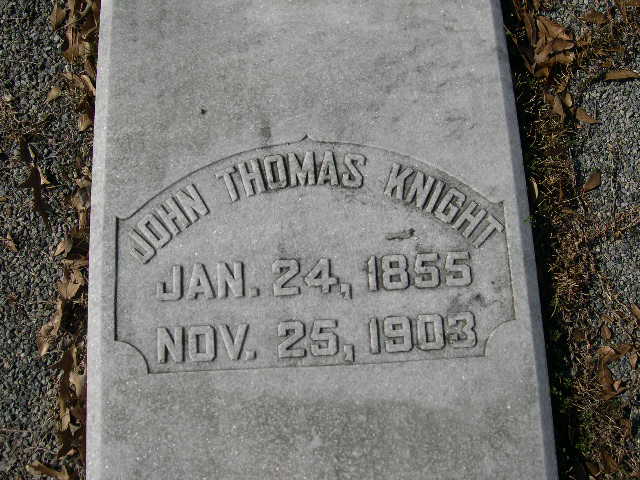 JOHN THOMAS KNIGHT
JAN. 24, 1855
NOV. 25, 1903